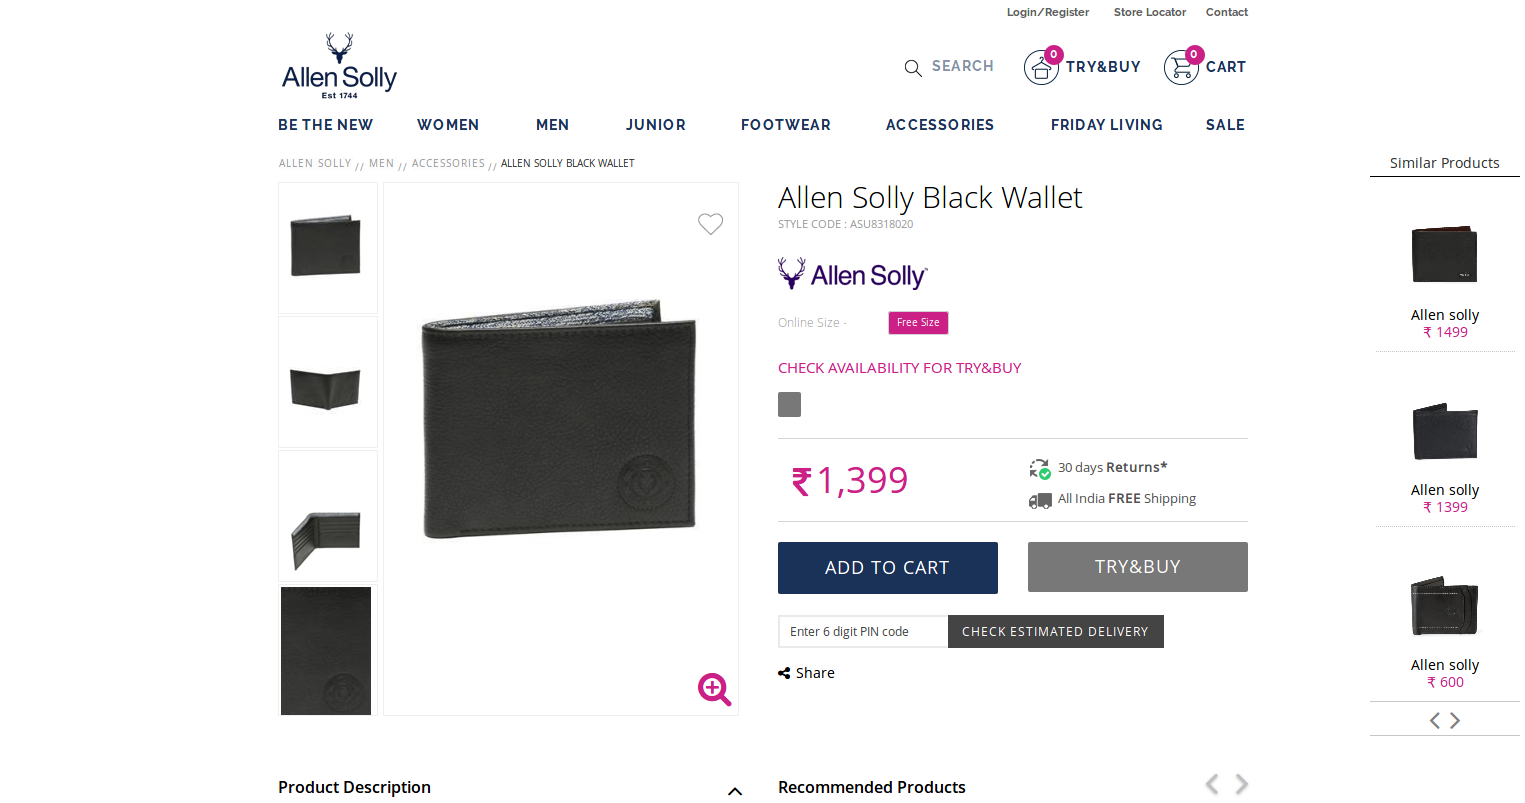 Login/Register Store Locator Contact
Allen Solly
Est 1744
SEARCH 0 TRY&BUY 0 CART
BE THE NEW WOMEN MEN JUNIOR FOOTWEAR ACCESSORIES FRIDAY LIVING SALE
ALLEN SOLLY // MEN // ACCESSORIES // ALLEN SOLLY BLACK WALLET
Allen Solly Black Wallet
STYLE CODE : ASU8318020
Allen Solly
Online Size - Free Size
CHECK AVAILABILITY FOR TRY&BUY
₹1,399
30 days Returns*
All India FREE Shipping
ADD TO CART TRY&BUY
Enter 6 digit PIN code CHECK ESTIMATED DELIVERY
Share
Similar Products
Allen solly
₹ 1499
Allen solly
₹ 1399
Allen solly
₹ 600
Product Description
Recommended Products